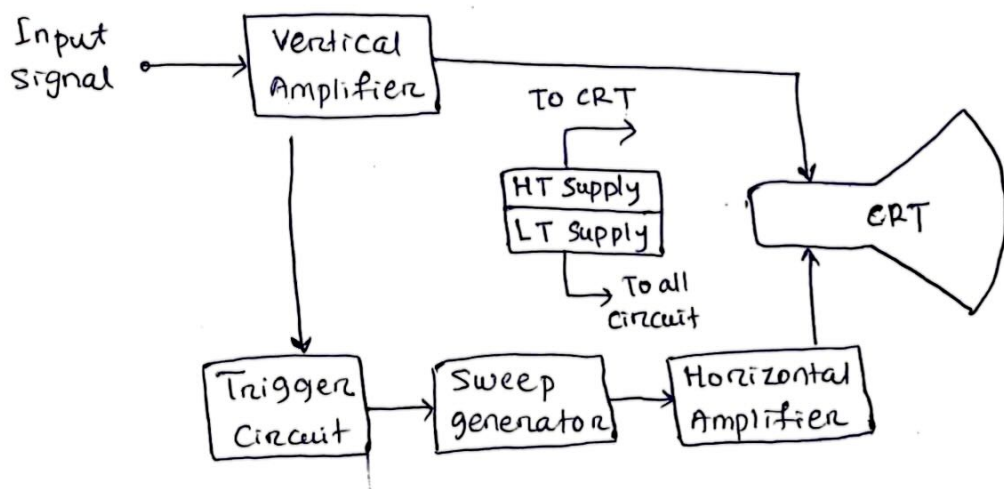 Input
Signal
Vertical
Amplifier
To CRT
HT Supply
LT Supply
CRT
To all
circuit
Trigger
Circuit
Sweep
generator
Horizontal
Amplifier